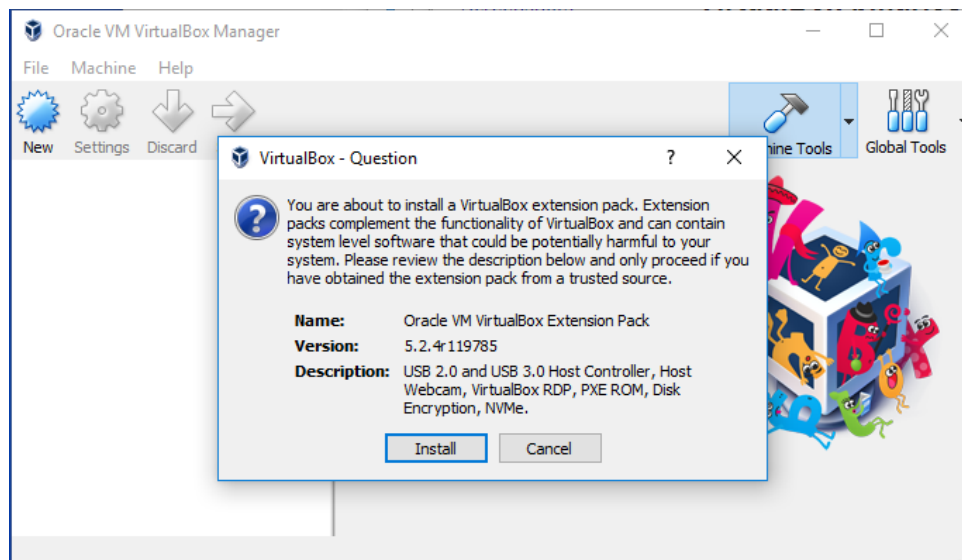 Oracle VM VirtualBox Manager
File Machine Help
New Settings Discard
Tools Global Tools
VirtualBox - Question
You are about to install a VirtualBox extension pack. Extension
packs complement the functionality of VirtualBox and can contain
system level software that could be potentially harmful to your
system. Please review the description below and only proceed if you
have obtained the extension pack from a trusted source.
Name: Oracle VM VirtualBox Extension Pack
Version: 5.2.4r119785
Description: USB 2.0 and USB 3.0 Host Controller, Host
Webcam, VirtualBox RDP, PXE ROM, Disk
Encryption, NVMe.
Install Cancel